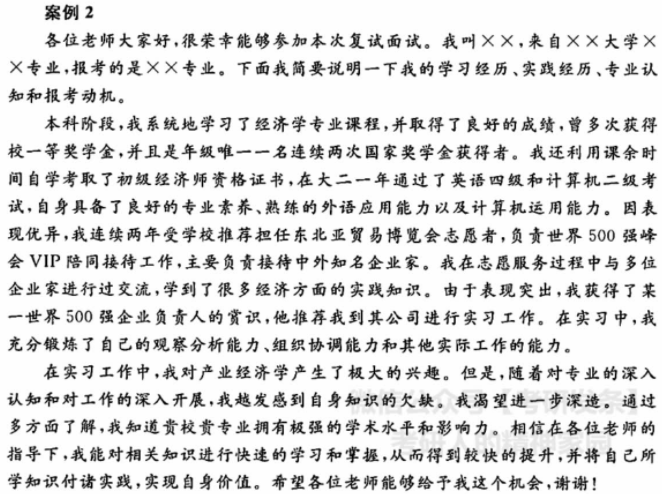 案例 2
各位老师大家好,很荣幸能够参加本次复试面试。我叫××,来自××大学×
×专业,报考的是××专业。下面我简要说明一下我的学习经历、实践经历、专业认
知和报考动机。
本科阶段,我系统地学习了经济学专业课程,并取得了良好的成绩,曾多次获得
校一等奖学金,并且是年级唯一一名连续两次国家奖学金获得者。我还利用课余时
间自学考取了初级经济师资格证书,在大二一年通过了英语四级和计算机二级考
试,自身具备了良好的专业素养、熟练的外语应用能力以及计算机运用能力。因表
现优异,我连续两年受学校推荐担任东北亚贸易博览会志愿者,负责世界 500 强峰
会 VIP 陪同接待工作,主要负责接待中外知名企业家。我在志愿服务过程中与多位
企业家进行过交流,学到了很多经济方面的实践知识。由于表现突出,我获得了某
一世界 500 强企业负责人的赏识,他推荐我到其公司进行实习工作。在实习中,我
充分锻炼了自己的观察分析能力、组织协调能力和其他实际工作的能力。
在实习工作中,我对产业经济学产生了极大的兴趣。但是,随着对专业的深入
认知和对工作的深入开展,我越发感到自身知识的欠缺。我渴望进一步深造。通过
多方面了解,我知道贵校贵专业拥有极强的学术水平和影响力。相信在各位老师的
指导下,我能对相关知识进行快速的学习和掌握,从而得到较快的提升,并将自己所
学知识付诸实践,实现自身价值。希望各位老师能够给予我这个机会,谢谢!
微信公众号【考研发条】
考研人的精神家园